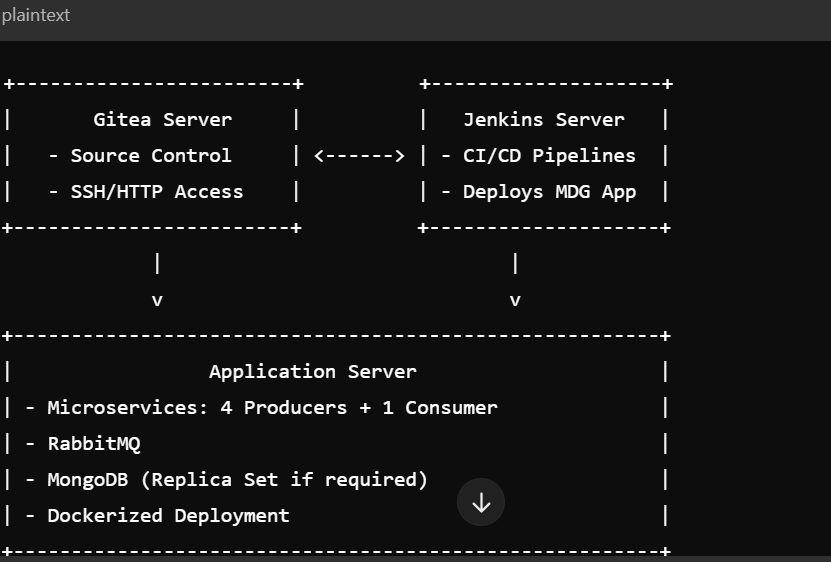 plaintext
+------------------------+          +--------------------+
|       Gitea Server     |          |   Jenkins Server   |
|   - Source Control     | <------> | - CI/CD Pipelines  |
|   - SSH/HTTP Access    |          | - Deploys MDG App  |
+------------------------+          +--------------------+
             |                              |
             v                              v
+--------------------------------------------------------+
|                 Application Server                     |
| - Microservices: 4 Producers + 1 Consumer              |
| - RabbitMQ                                             |
| - MongoDB (Replica Set if required)                    |
| - Dockerized Deployment                                |
+--------------------------------------------------------+